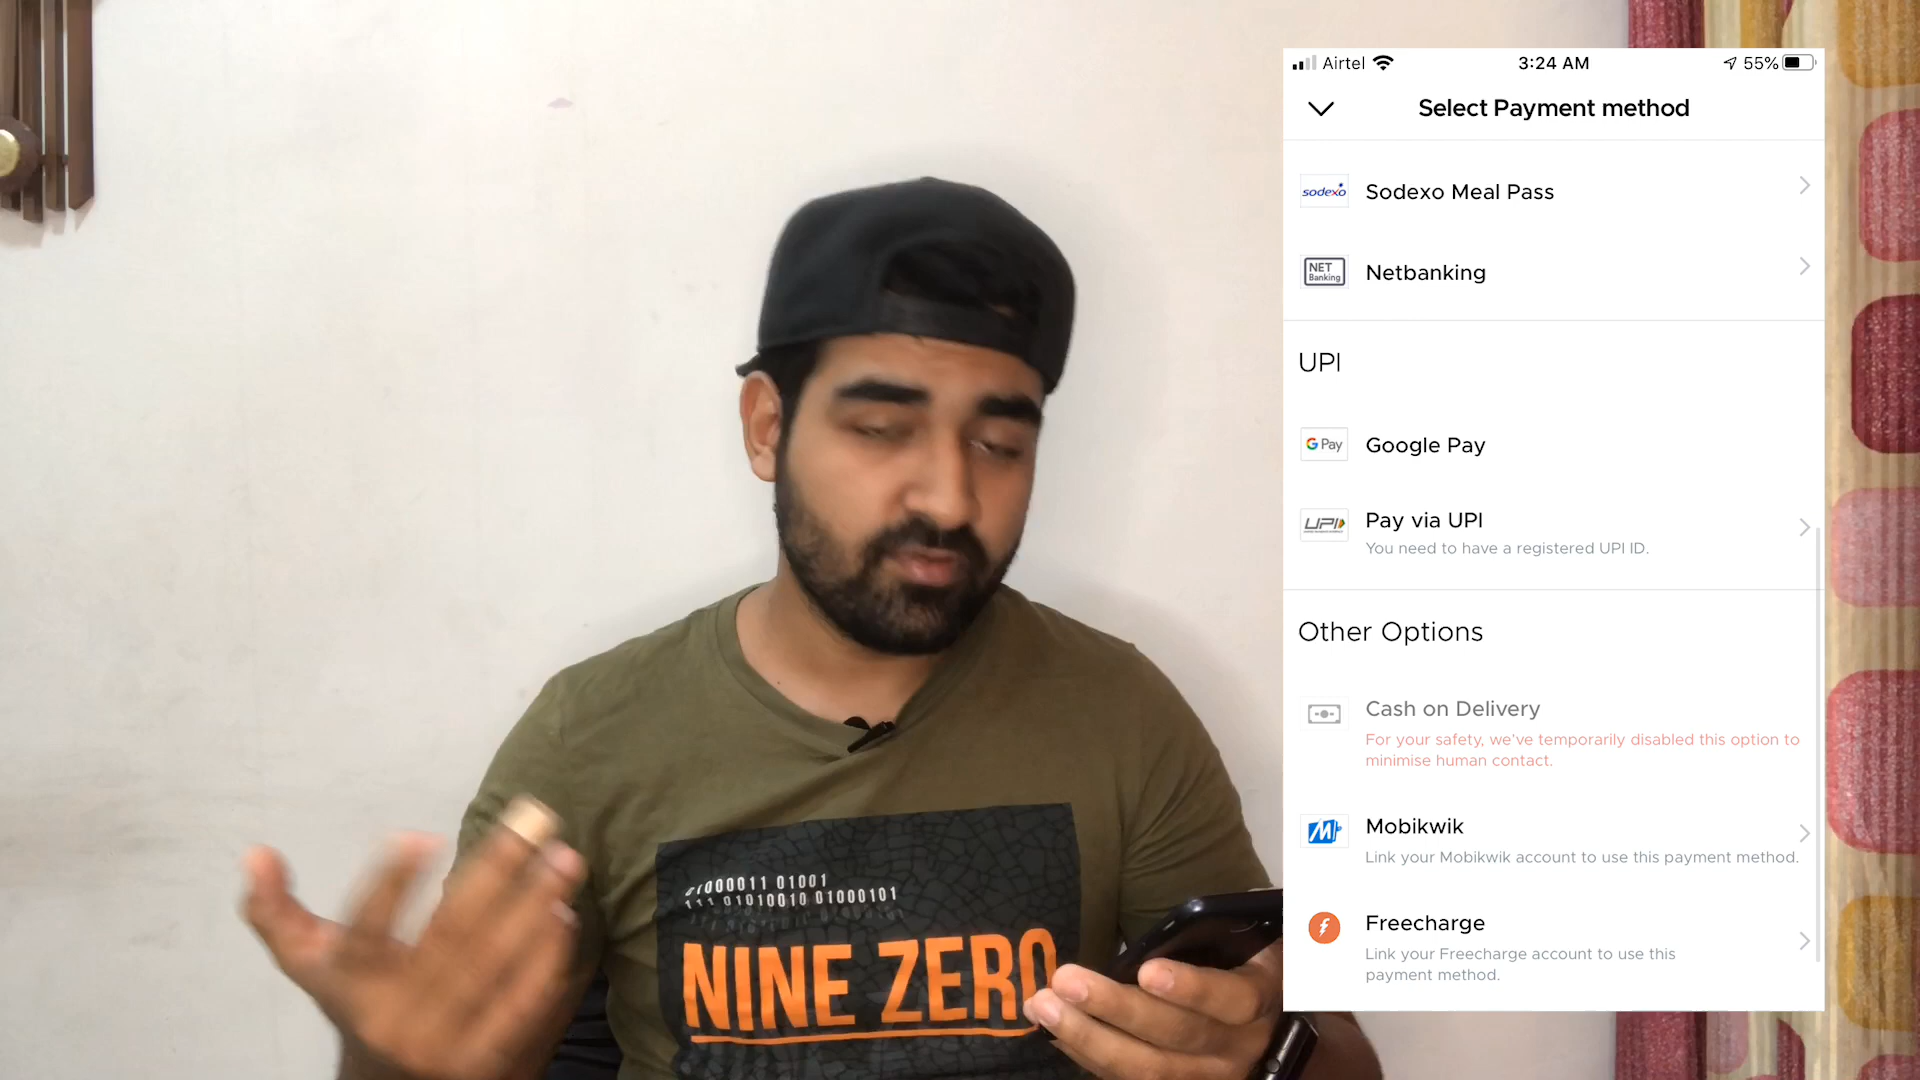 Airtel 3:24 AM 55%
Select Payment method
sodexo Sodexo Meal Pass
NET Banking Netbanking
UPI
G Pay Google Pay
UPI Pay via UPI
You need to have a registered UPI ID.
Other Options
Cash on Delivery
For your safety, we've temporarily disabled this option to
minimise human contact.
Mobikwik
Link your Mobikwik account to use this payment method.
Freecharge
Link your Freecharge account to use this
payment method.
01000011 01001
111 01010010 01000101
NINE ZERO